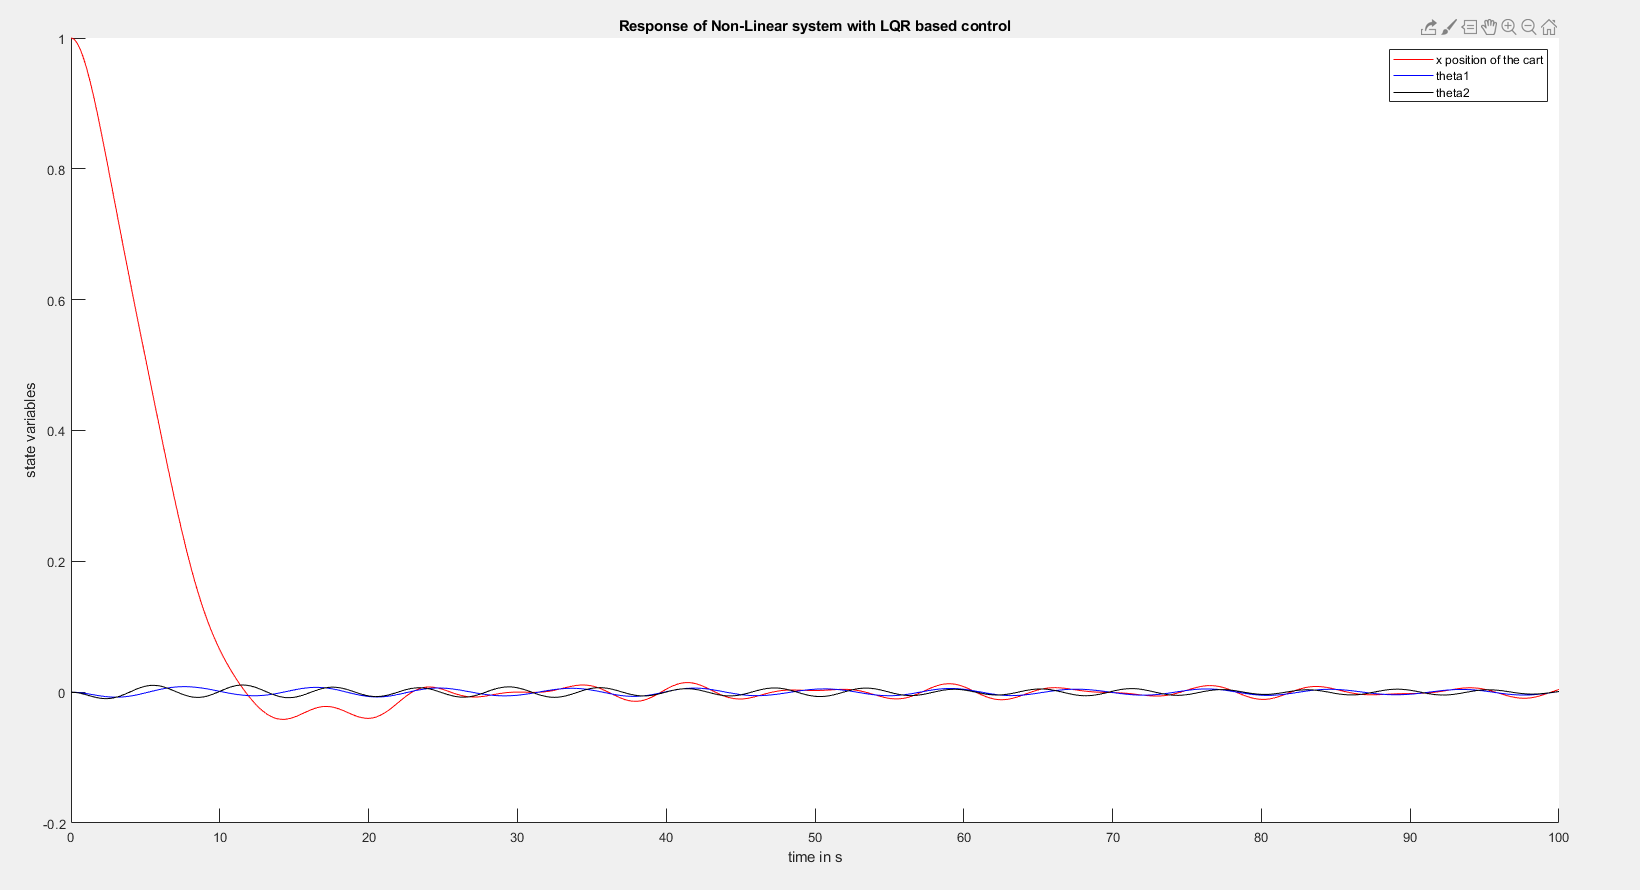 Response of Non-Linear system with LQR based control
x position of the cart
theta1
theta2
1
0.8
0.6
0.4
0.2
0
-0.2
state variables
0 10 20 30 40 50 60 70 80 90 100
time in s